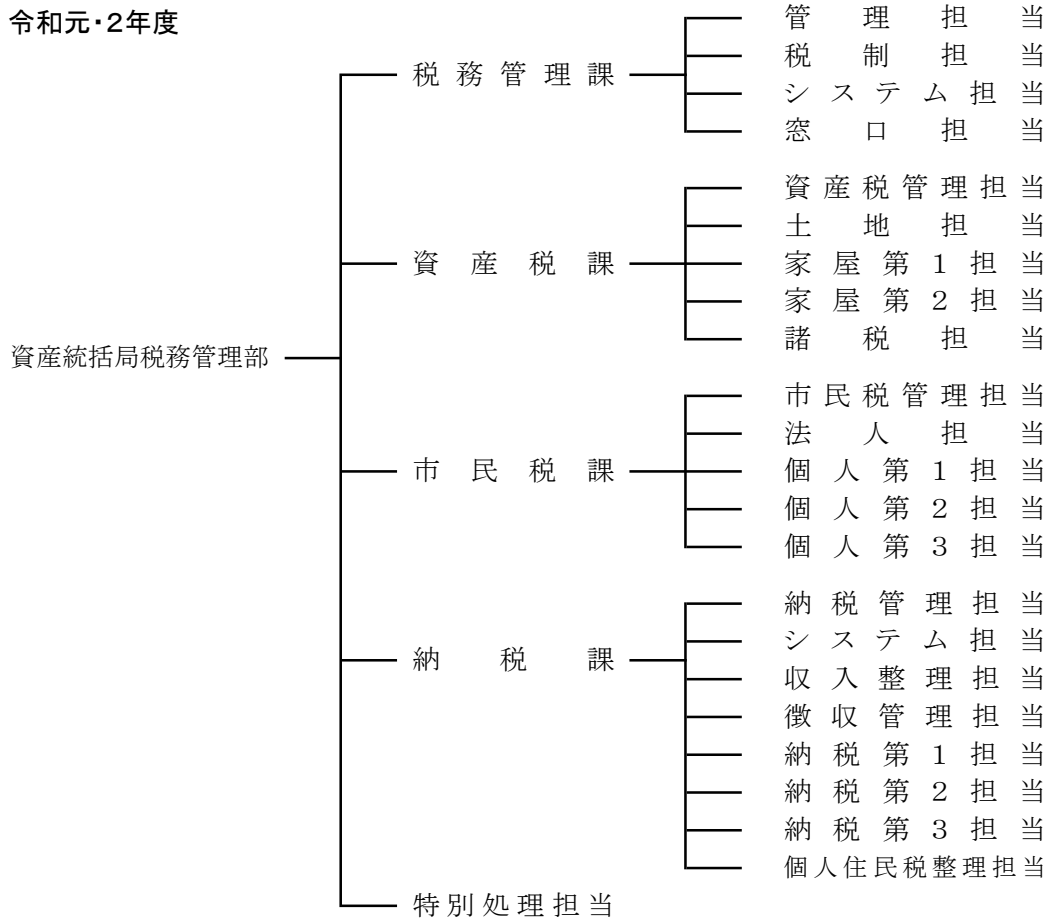 令和元・2年度
資産統括局税務管理部
税務管理課
管理担当
税制担当
システム担当
窓口担当
資産税課
資産税管理担当
土地担当
家屋第1担当
家屋第2担当
諸税担当
市民税課
市民税管理担当
法人担当
個人第1担当
個人第2担当
個人第3担当
納税課
納税管理担当
システム担当
収入整理担当
徴収管理担当
納税第1担当
納税第2担当
納税第3担当
個人住民税整理担当
特別処理担当